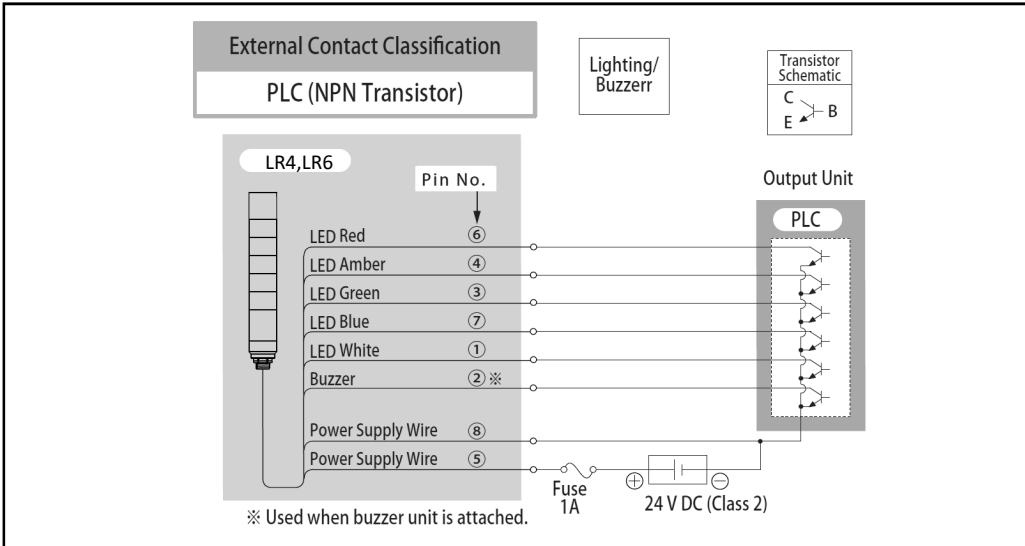 External Contact Classification
PLC (NPN Transistor)
Lighting/
Buzzerr
Transistor
Schematic
C
B
E
LR4,LR6
Pin No.
Output Unit
PLC
LED Red ⑥
LED Amber ④
LED Green ③
LED Blue ⑦
LED White ①
Buzzer ②※
Power Supply Wire ⑧
Power Supply Wire ⑤
Fuse
1A
⊕ ⊖
24 V DC (Class 2)
※ Used when buzzer unit is attached.